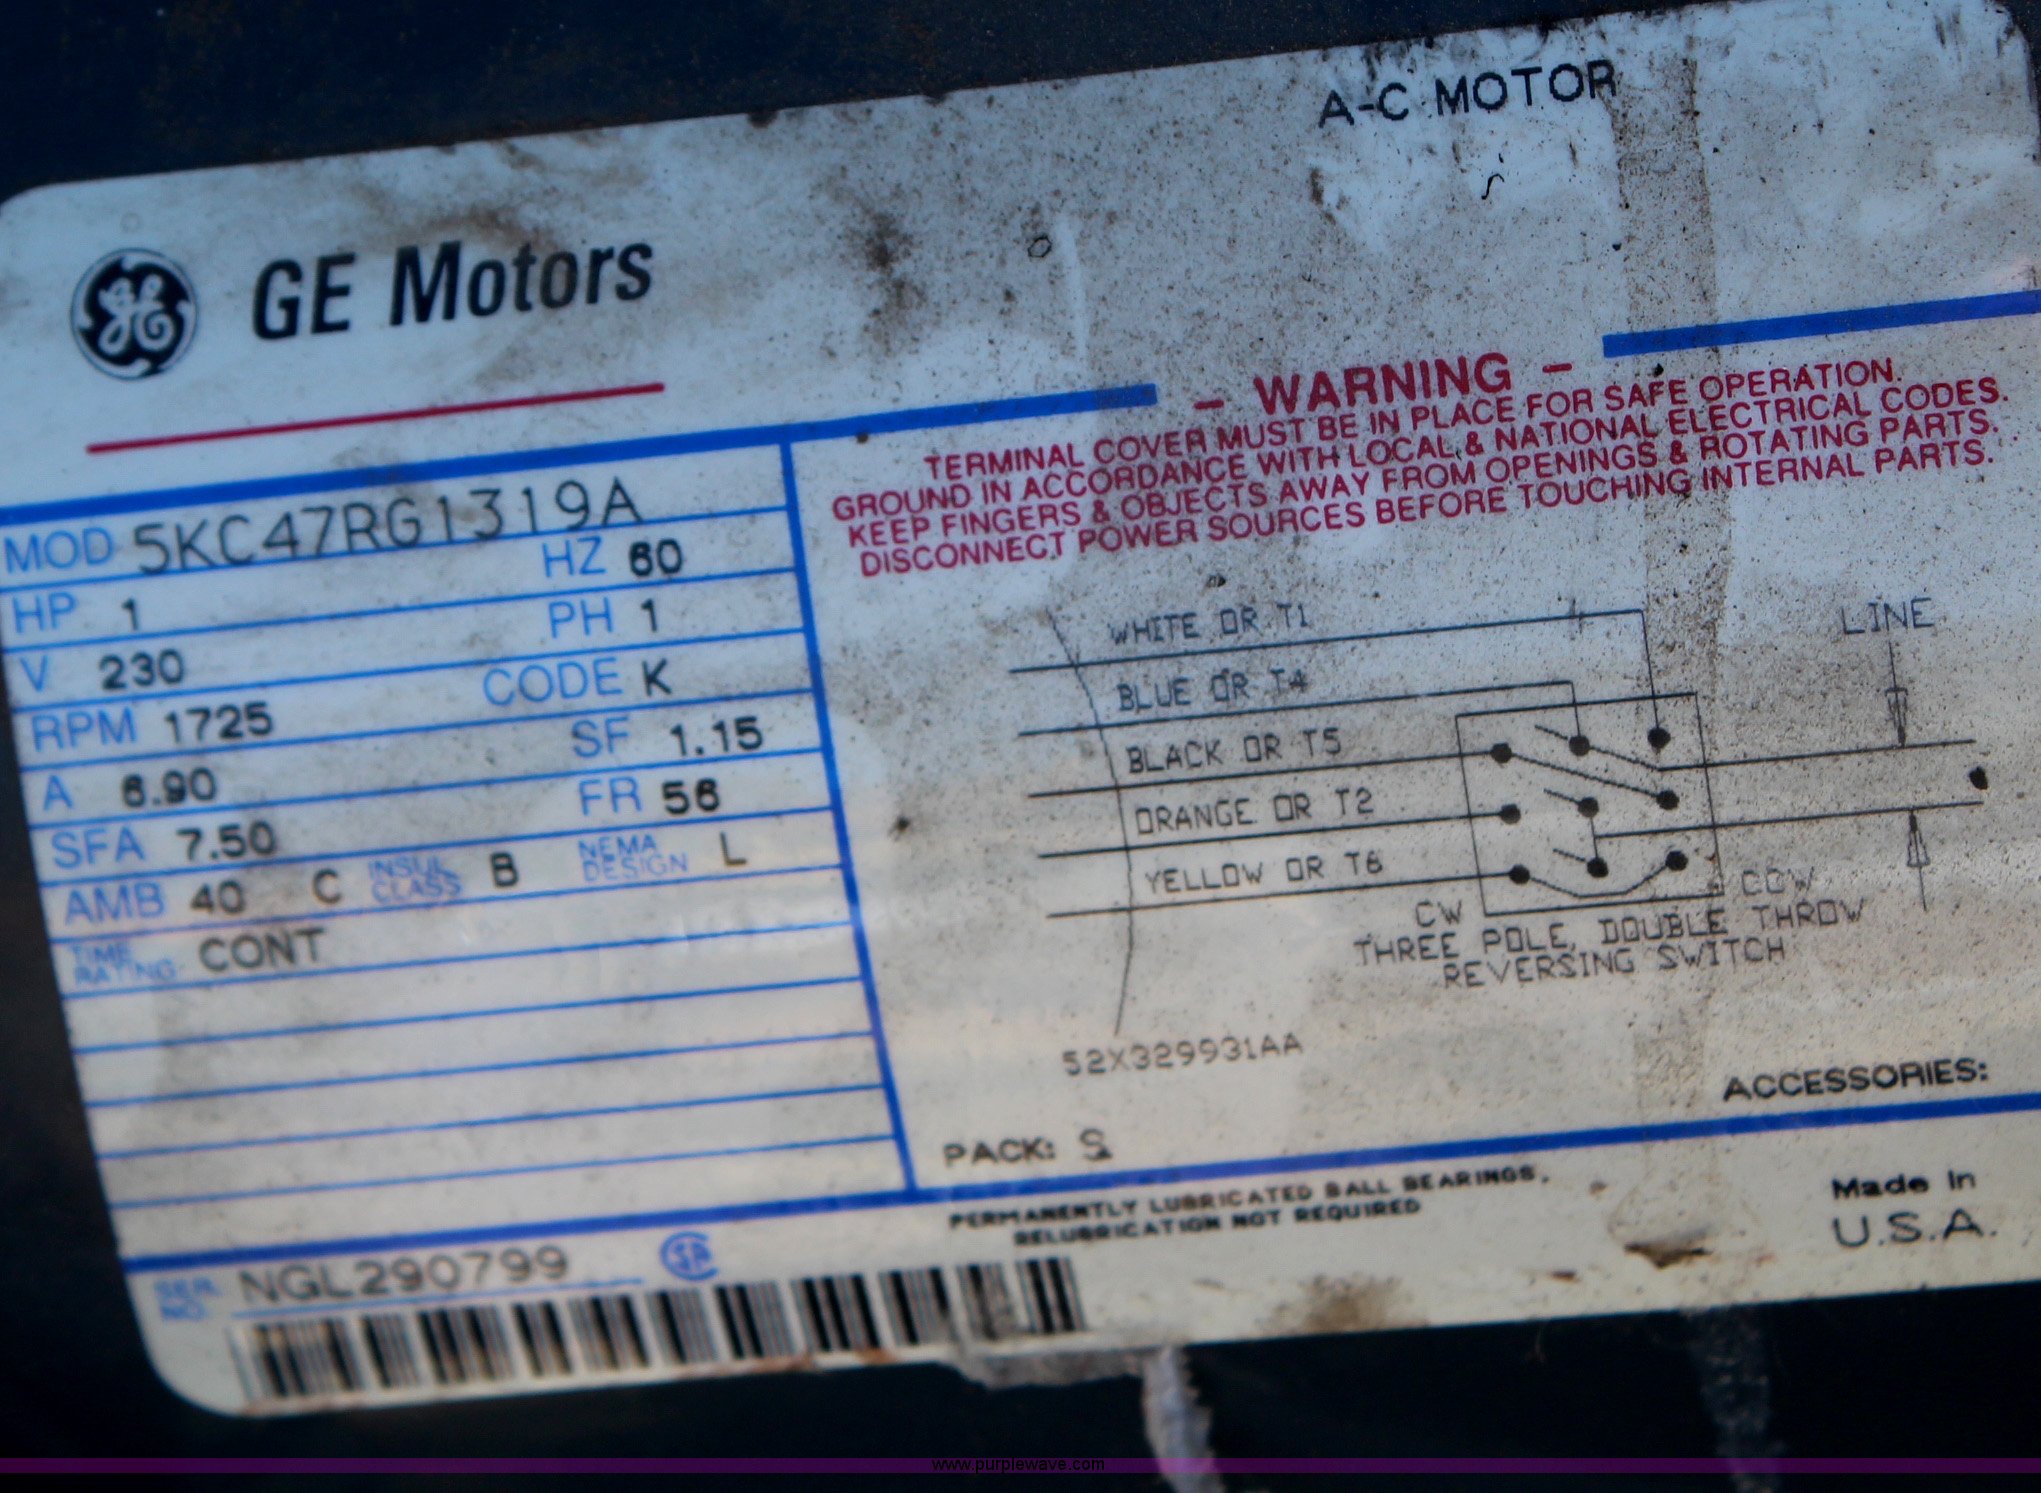 A-C MOTOR
GE Motors
MOD 5KC47RG1319A
HZ 60
HP 1
PH 1
V 230
CODE K
RPM 1725
SF 1.15
A 6.90
FR 56
SFA 7.50
AMB 40 C INSUL CLASS B NEMA DESIGN L
TIME RATING CONT
- WARNING -
TERMINAL COVER MUST BE IN PLACE FOR SAFE OPERATION.
GROUND IN ACCORDANCE WITH LOCAL & NATIONAL ELECTRICAL CODES.
KEEP FINGERS & OBJECTS AWAY FROM OPENINGS & ROTATING PARTS.
DISCONNECT POWER SOURCES BEFORE TOUCHING INTERNAL PARTS.
WHITE OR T1
LINE
BLUE OR T4
BLACK OR T5
ORANGE OR T2
YELLOW OR T8
CW CCW
THREE POLE, DOUBLE THROW
REVERSING SWITCH
52X329931AA
ACCESSORIES:
PACK: S
PERMANENTLY LUBRICATED BALL BEARINGS,
RELUBRICATION NOT REQUIRED
Made In
U.S.A.
SER. NO. NGL290799
www.purplewave.com